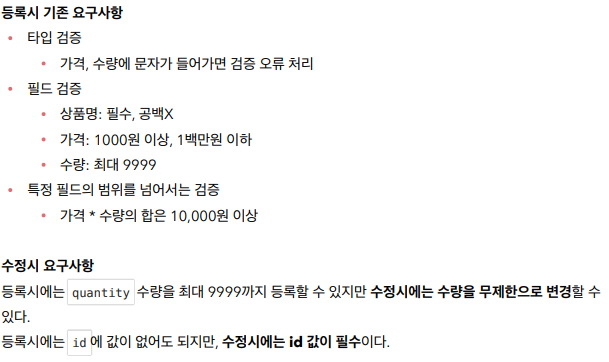 등록시 기존 요구사항
타입 검증
가격, 수량에 문자가 들어가면 검증 오류 처리
필드 검증
상품명: 필수, 공백X
가격: 1000원 이상, 1백만원 이하
수량: 최대 9999
특정 필드의 범위를 넘어서는 검증
가격 * 수량의 합은 10,000원 이상
수정시 요구사항
등록시에는 quantity 수량을 최대 9999까지 등록할 수 있지만 수정시에는 수량을 무제한으로 변경할 수
있다.
등록시에는 id 에 값이 없어도 되지만, 수정시에는 id 값이 필수이다.